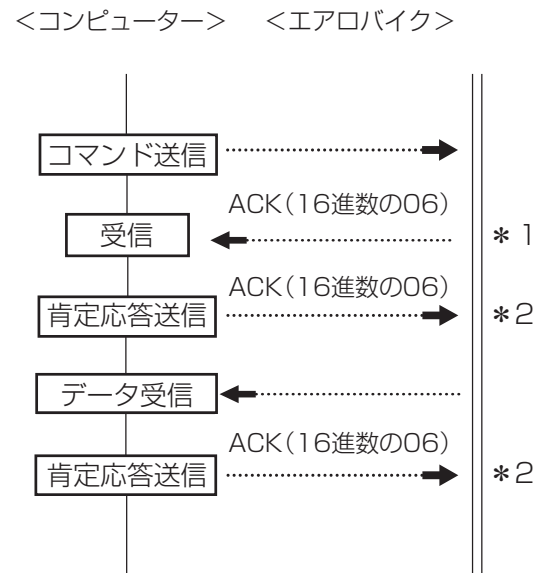 <コンピューター> <エアロバイク>
コマンド送信
ACK(16進数の06)
受信 *1
ACK(16進数の06)
肯定応答送信 *2
データ受信
ACK(16進数の06)
肯定応答送信 *2